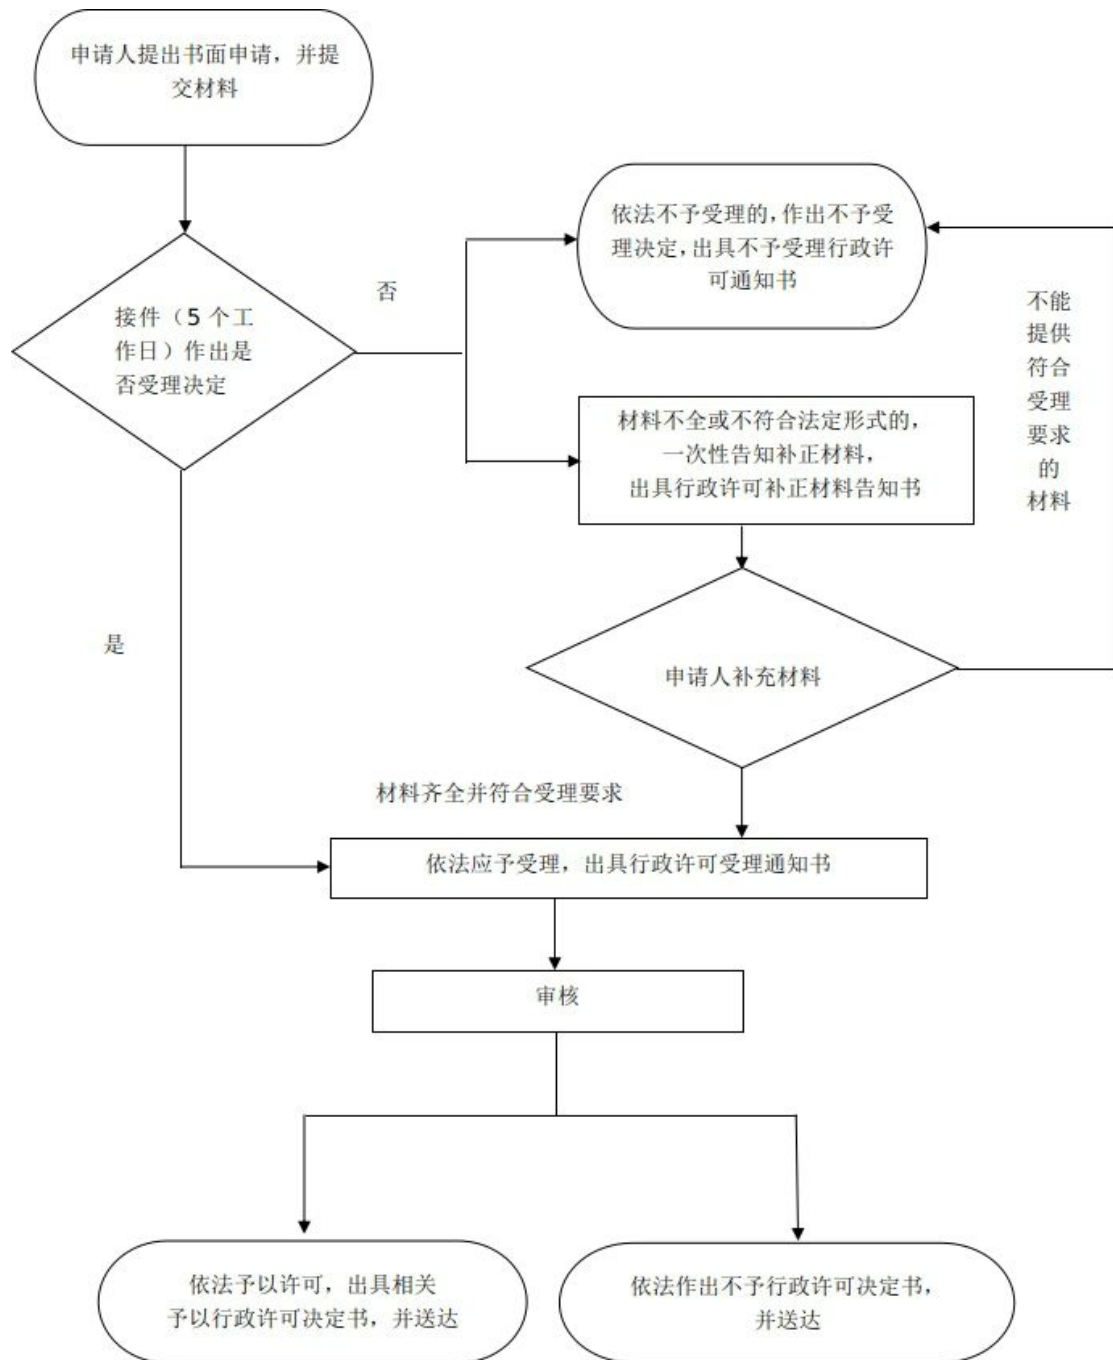 申请人提出书面申请，并提
交材料
依法不予受理的，作出不予受
理决定，出具不予受理行政许
可通知书
否
接件（5 个工
作日）作出是
否受理决定
不能
提供
符合
受理
要求
的
材料
材料不全或不符合法定形式的，
一次性告知补正材料，
出具行政许可补正材料告知书
是
申请人补充材料
材料齐全并符合受理要求
依法应予受理，出具行政许可受理通知书
审核
依法予以许可，出具相关
予以行政许可决定书，并送达
依法作出不予行政许可决定书，
并送达